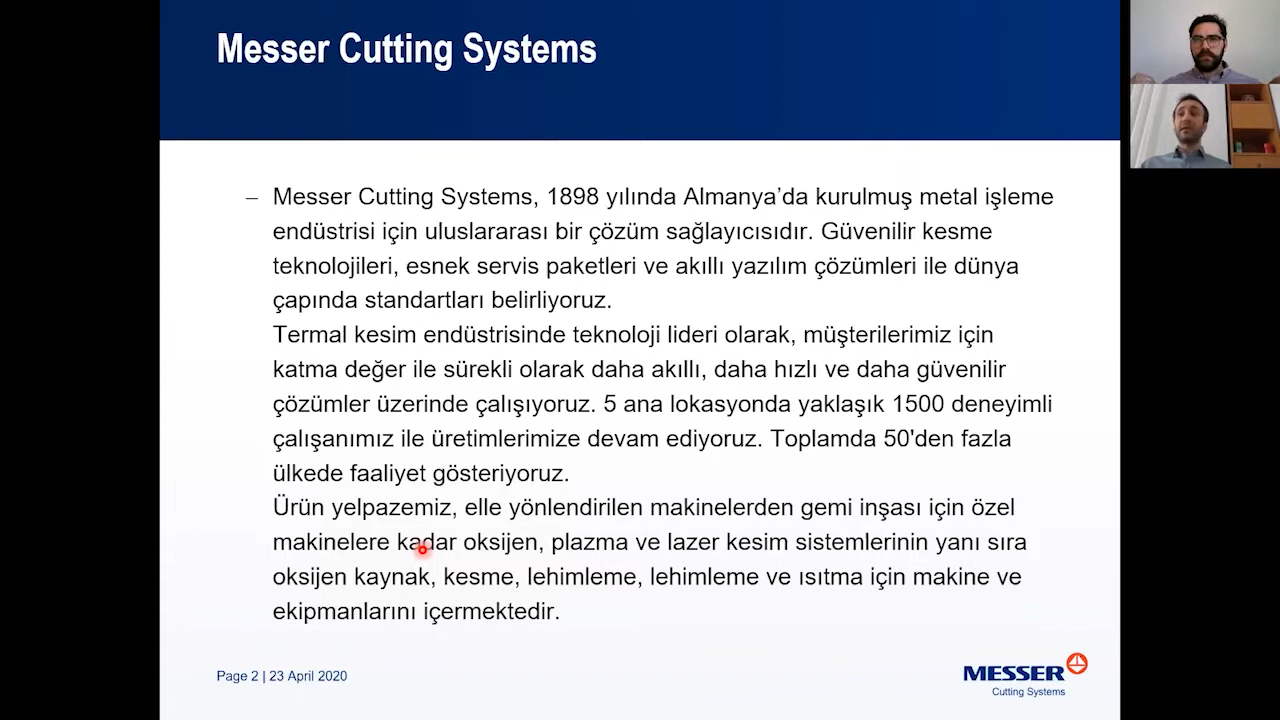 Messer Cutting Systems
– Messer Cutting Systems, 1898 yılında Almanya’da kurulmuş metal işleme
endüstrisi için uluslararası bir çözüm sağlayıcısıdır. Güvenilir kesme
teknolojileri, esnek servis paketleri ve akıllı yazılım çözümleri ile dünya
çapında standartları belirliyoruz.
Termal kesim endüstrisinde teknoloji lideri olarak, müşterilerimiz için
katma değer ile sürekli olarak daha akıllı, daha hızlı ve daha güvenilir
çözümler üzerinde çalışıyoruz. 5 ana lokasyonda yaklaşık 1500 deneyimli
çalışanımız ile üretimlerimize devam ediyoruz. Toplamda 50'den fazla
ülkede faaliyet gösteriyoruz.
Ürün yelpazemiz, elle yönlendirilen makinelerden gemi inşası için özel
makinelere kadar oksijen, plazma ve lazer kesim sistemlerinin yanı sıra
oksijen kaynak, kesme, lehimleme, lehimleme ve ısıtma için makine ve
ekipmanlarını içermektedir.
Page 2 | 23 April 2020
MESSER
Cutting Systems